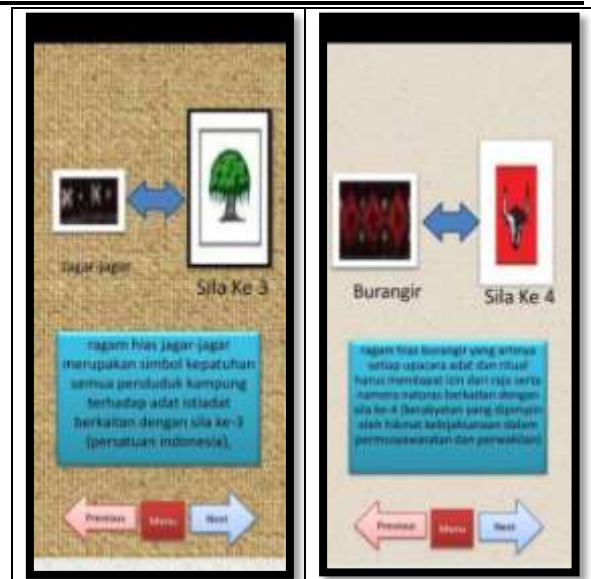 Jagar-jagar
Sila Ke 3
ragam hias jagar-jagar
merupakan simbol kepatuhan
semua penduduk kampung
terhadap adat istiadat
berkaitan dengan sila ke-3
(persatuan indonesia),
Previous
Menu
Next
Burangir
Sila Ke 4
ragam hias burangir yang artinya
setiap upacara adat dan ritual
harus mendapat izin dari raja serta
namora natoras berkaitan dengan
sila ke-4 (kerakyatan yang dipimpin
oleh hikmat kebijaksanaan dalam
permusyawaratan dan perwakilan)
Previous
Menu
Next